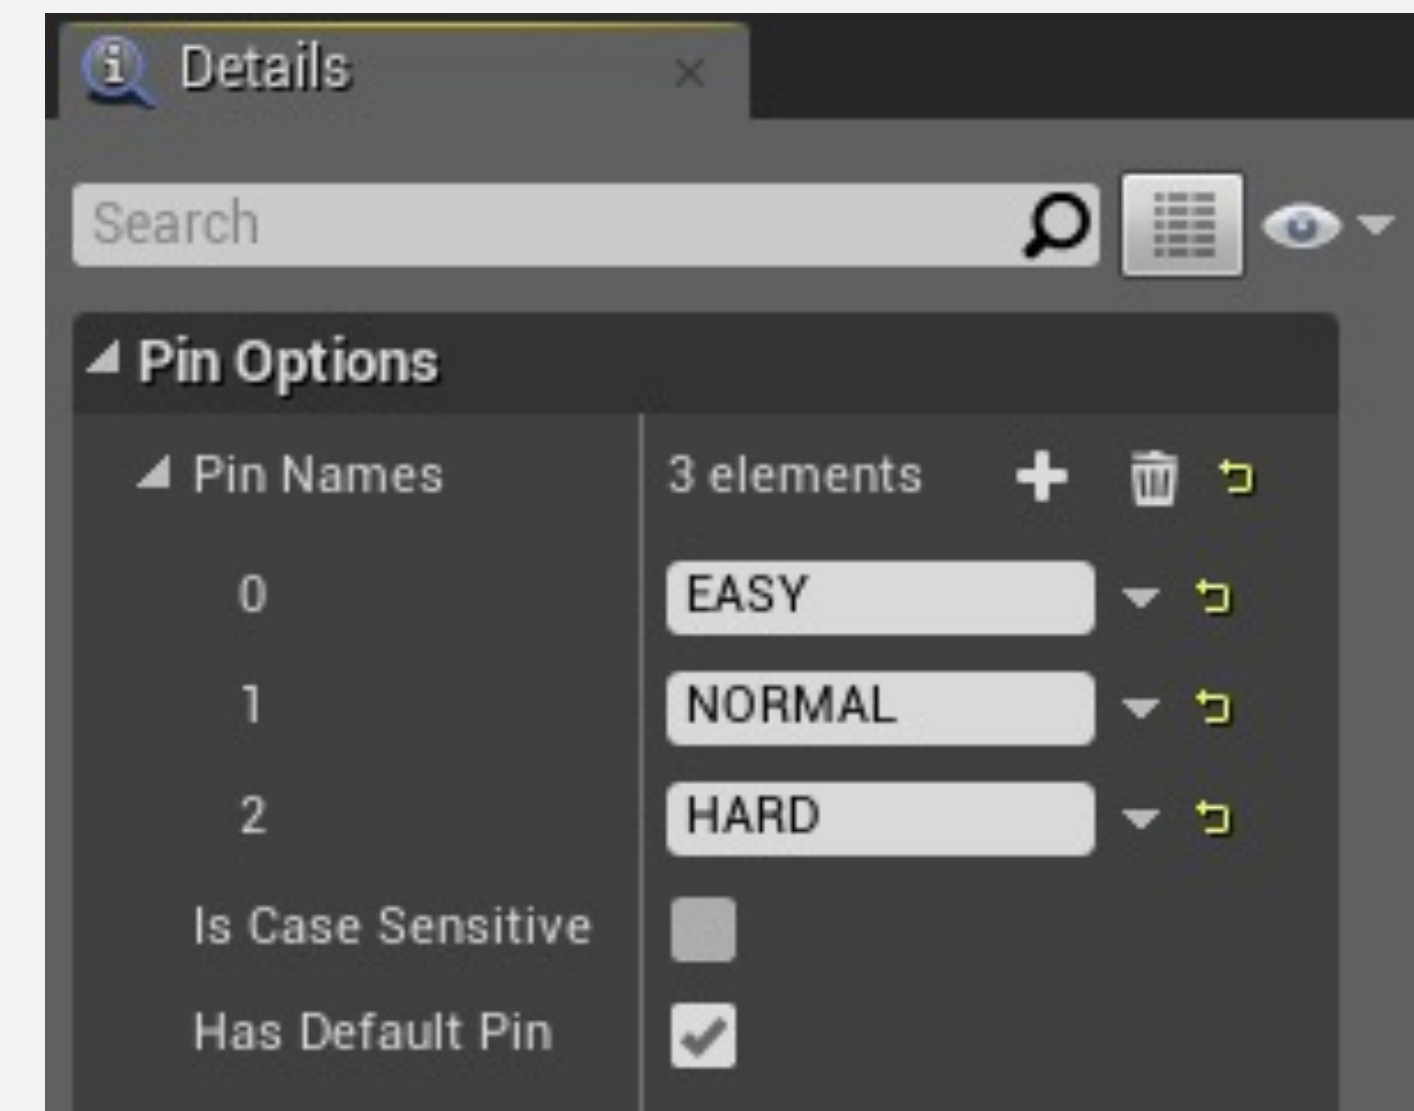 Details
Search
Pin Options
Pin Names 3 elements
0 EASY
1 NORMAL
2 HARD
Is Case Sensitive
Has Default Pin